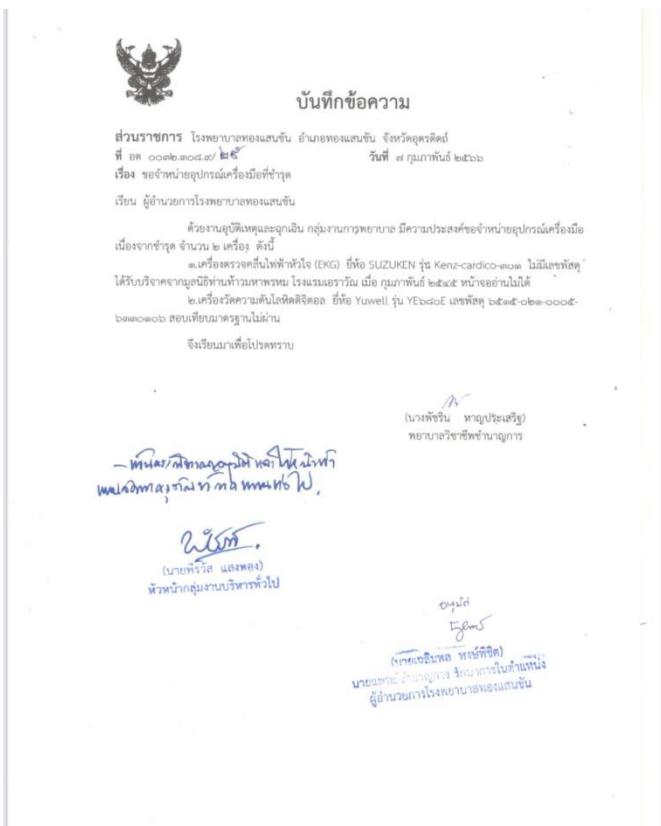 บันทึกข้อความ
ส่วนราชการ โรงพยาบาลทองแสนขัน อำเภอทองแสนขัน จังหวัดอุตรดิตถ์
ที่ อต ๐๐๓๒.๓๐๘.๙/ ๒๕ วันที่ ๗ กุมภาพันธ์ ๒๕๖๖
เรื่อง ขอจำหน่ายอุปกรณ์เครื่องมือที่ชำรุด
เรียน ผู้อำนวยการโรงพยาบาลทองแสนขัน
ด้วยงานอุบัติเหตุและฉุกเฉิน กลุ่มงานการพยาบาล มีความประสงค์ขอจำหน่ายอุปกรณ์เครื่องมือ
เนื่องจากชำรุด จำนวน ๒ เครื่อง ดังนี้
๑.เครื่องตรวจคลื่นไฟฟ้าหัวใจ (EKG) ยี่ห้อ SUZUKEN รุ่น Kenz-cardico-๓๐๑ ไม่มีเลขพัสดุ
ได้รับบริจาคจากมูลนิธิท่านท้าวมหาพรหม โรงแรมเอราวัณ เมื่อ กุมภาพันธ์ ๒๕๔๕ หน้าจออ่านไม่ได้
๒.เครื่องวัดความดันโลหิตดิจิตอล ยี่ห้อ Yuwell รุ่น YE๖๘๐E เลขพัสดุ ๖๕๑๕-๐๒๑-๐๐๐๕-
๖๓๓๐๑๐๖ สอบเทียบมาตรฐานไม่ผ่าน
จึงเรียนมาเพื่อโปรดทราบ
(นางพัชริน หาญประเสริฐ)
พยาบาลวิชาชีพชำนาญการ
(นายพีรวัส แสงพอง)
หัวหน้ากลุ่มงานบริหารทั่วไป
อนุมัติ
(นายเฉลิมพล พงษ์พิชิต)
นายแพทย์ชำนาญการ รักษาการในตำแหน่ง
ผู้อำนวยการโรงพยาบาลทองแสนขัน